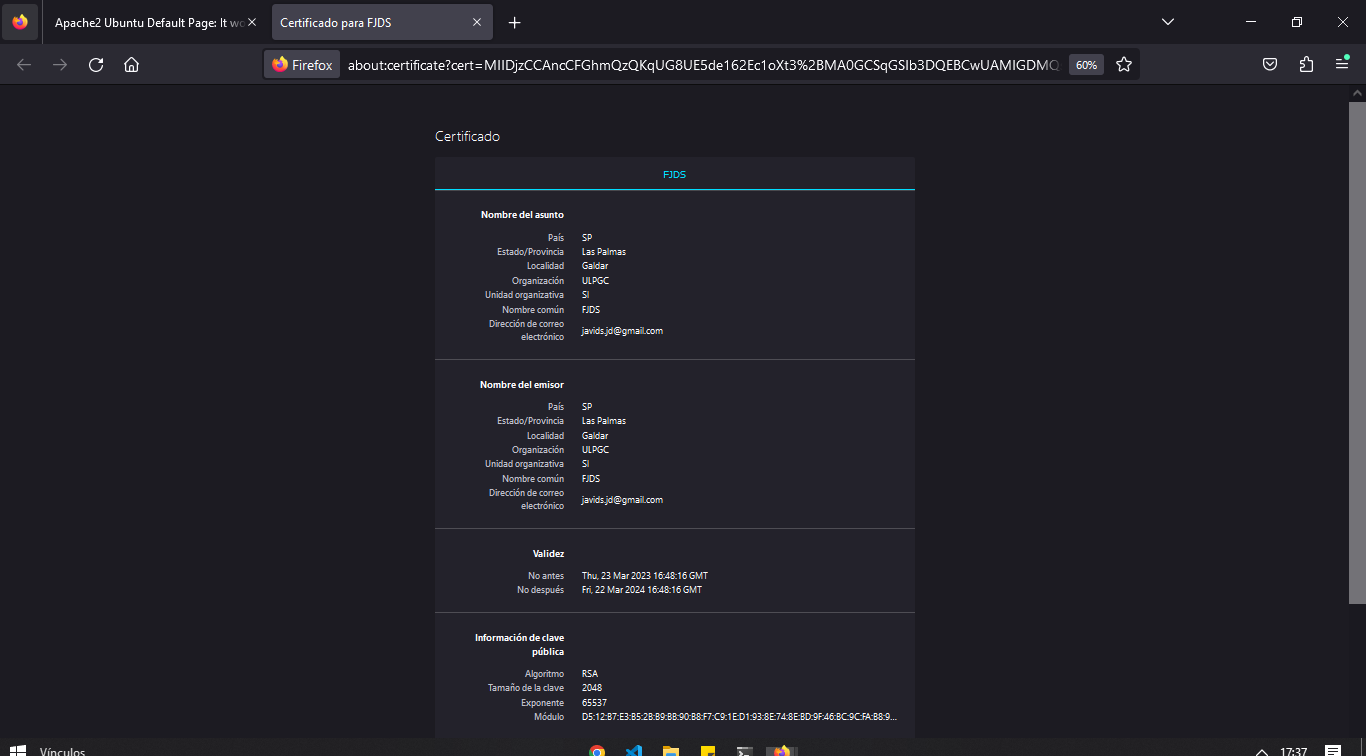 Apache2 Ubuntu Default Page: It wo
Certificado para FJDS
Firefox
about:certificate?cert=MIIDjzCCAncCFGhmQzQKqUG8UE5de162Ec1oXt3%2BMA0GCSqGSIb3DQEBCwUAMIGDMQ
60%
Certificado
FJDS
Nombre del asunto
País SP
Estado/Provincia Las Palmas
Localidad Galdar
Organización ULPGC
Unidad organizativa SI
Nombre común FJDS
Dirección de correo
electrónico javids.jd@gmail.com
Nombre del emisor
País SP
Estado/Provincia Las Palmas
Localidad Galdar
Organización ULPGC
Unidad organizativa SI
Nombre común FJDS
Dirección de correo
electrónico javids.jd@gmail.com
Validez
No antes Thu, 23 Mar 2023 16:48:16 GMT
No después Fri, 22 Mar 2024 16:48:16 GMT
Información de clave
pública
Algoritmo RSA
Tamaño de la clave 2048
Exponente 65537
Módulo D5:12:B7:E3:B5:2B:B9:BB:90:B8:F7:C9:1E:D1:93:8E:74:8E:BD:9F:46:BC:9C:FA:B8:9...
Vínculos
17:37